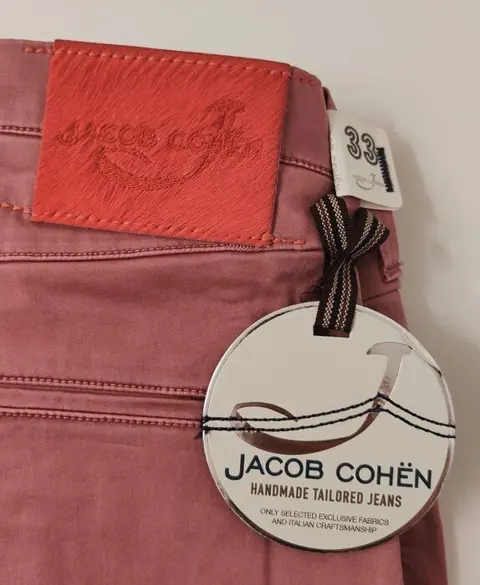 JACOB COHËN
33
JACOB COHËN
HANDMADE TAILORED JEANS
ONLY SELECTED EXCLUSIVE FABRICS
AND ITALIAN CRAFTSMANSHIP